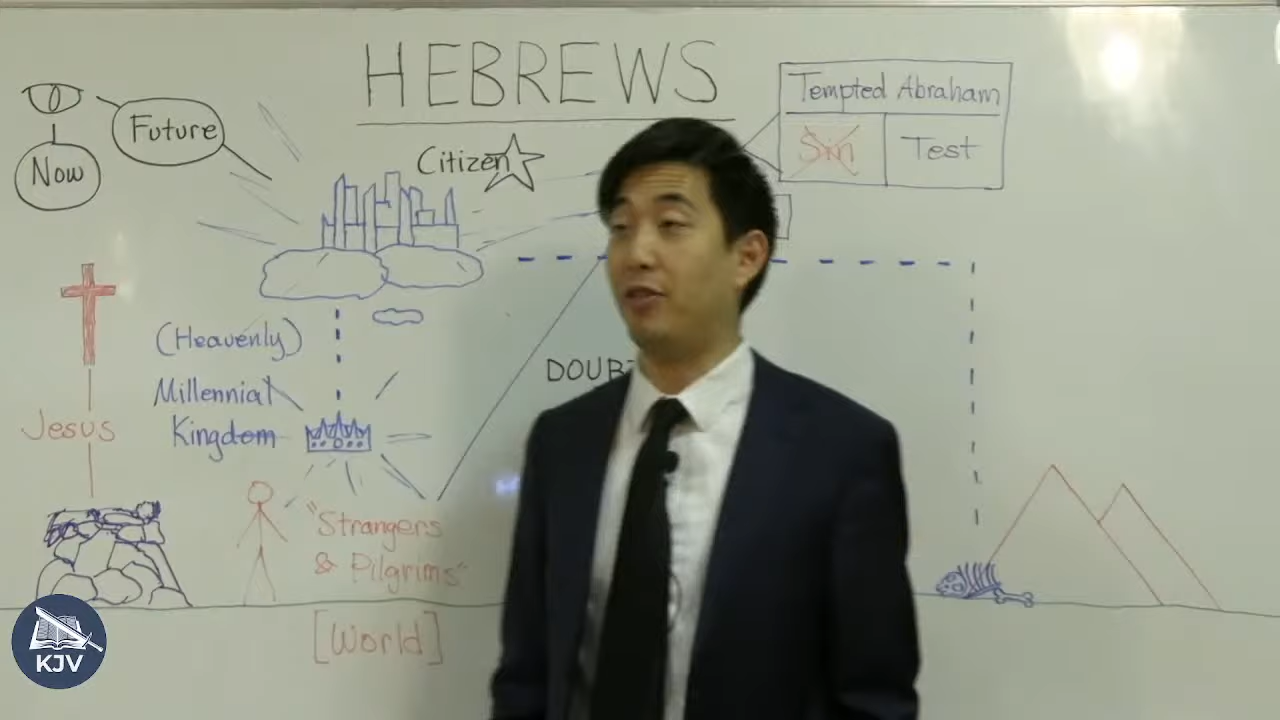 HEBREWS
Tempted Abraham
Sin
Test
Future
Now
Citizen
(Heavenly)
Millennial
Kingdom
Jesus
"Strangers
& Pilgrims"
[World]
KJV